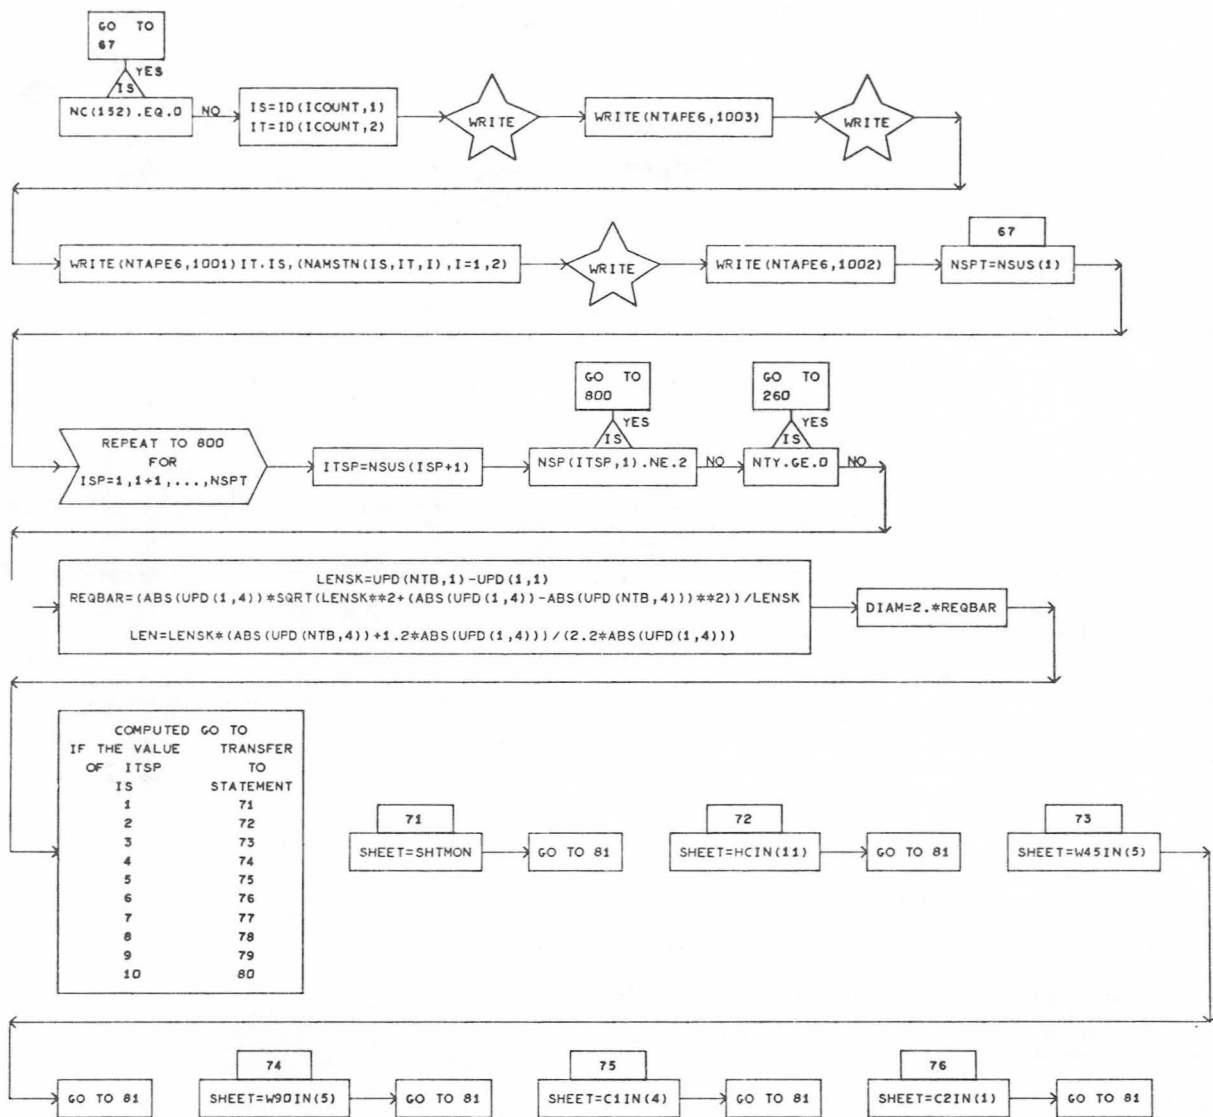 GO TO
67
YES
IS
NC(152).EQ.0
NO
IS=ID(ICOUNT,1)
IT=ID(ICOUNT,2)
WRITE
WRITE(NTAPE6,1003)
WRITE
WRITE(NTAPE6,1001)IT.IS,(NAMSTN(IS,IT,I),I=1,2)
WRITE
WRITE(NTAPE6,1002)
67
NSPT=NSUS(1)
REPEAT TO 800
FOR
ISP=1,1+1,...,NSPT
ITSP=NSUS(ISP+1)
GO TO
800
YES
IS
NSP(ITSP,1).NE.2
NO
GO TO
260
YES
IS
NTY.GE.0
NO
LENSK=UPD(NTB,1)-UPD(1,1)
REQBAR=(ABS(UPD(1,4))*SQRT(LENSK**2+(ABS(UPD(1,4))-ABS(UPD(NTB,4)))**2))/LENSK
LEN=LENSK*(ABS(UPD(NTB,4))+1.2*ABS(UPD(1,4)))/(2.2*ABS(UPD(1,4)))
DIAM=2.*REQBAR
COMPUTED GO TO
IF THE VALUE TRANSFER
OF ITSP TO
IS STATEMENT
1 71
2 72
3 73
4 74
5 75
6 76
7 77
8 78
9 79
10 80
71
SHEET=SHTMON
GO TO 81
72
SHEET=HCIN(11)
GO TO 81
73
SHEET=W45IN(5)
GO TO 81
74
SHEET=W90IN(5)
GO TO 81
75
SHEET=C1IN(4)
GO TO 81
76
SHEET=C2IN(1)
GO TO 81